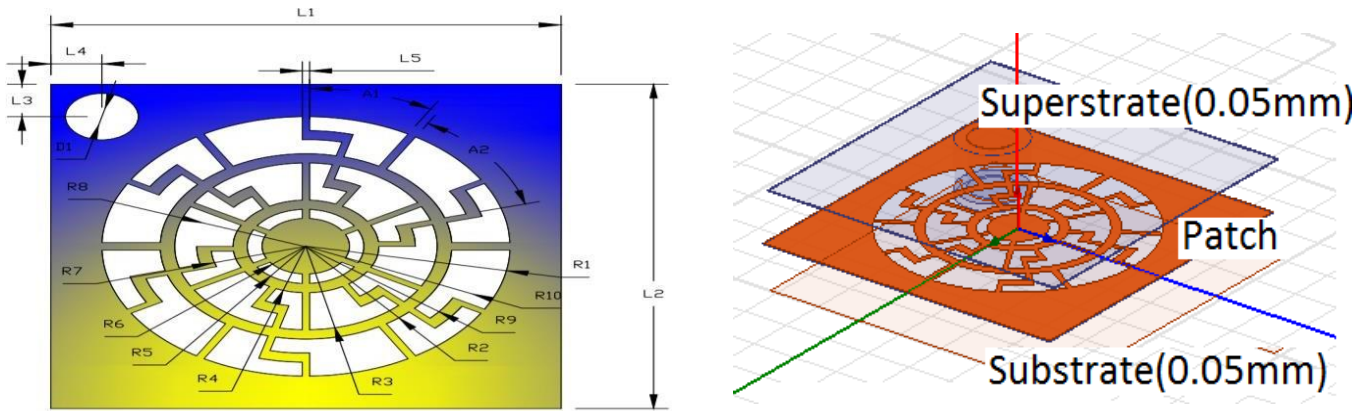 L1
L4
L5
L3
A1
D1
A2
R8
R7
R1
R10
L2
R6
R9
R5
R2
R4
R3
Superstrate(0.05mm)
Patch
Substrate(0.05mm)